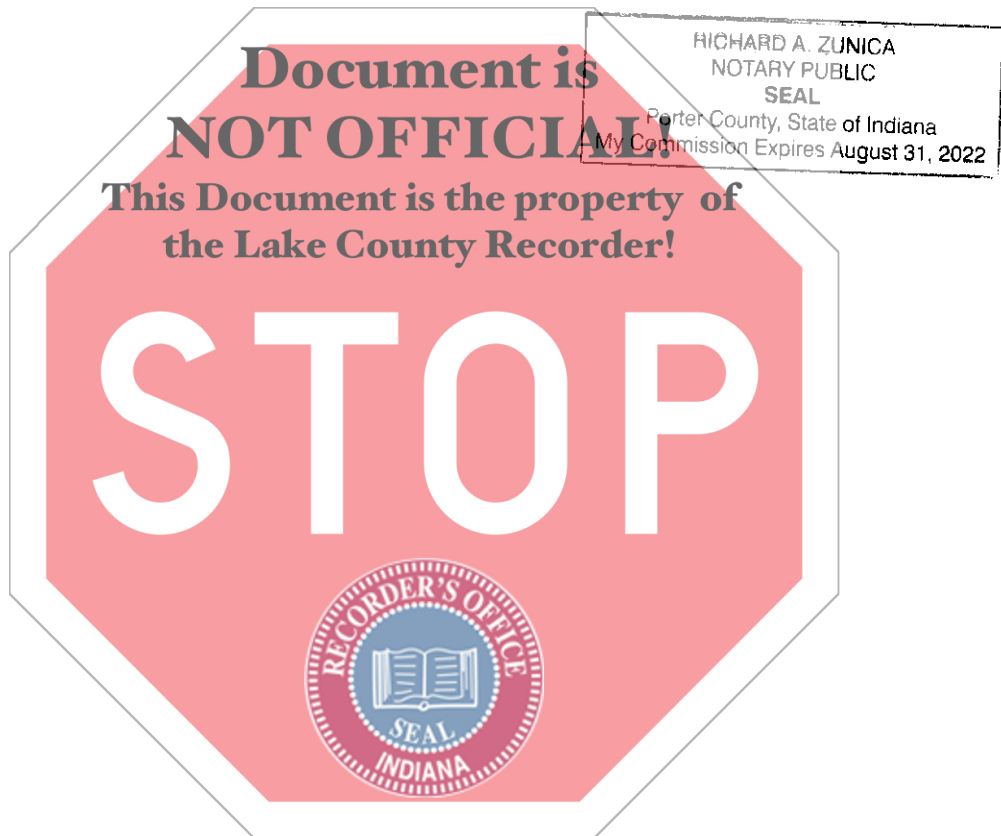 Document is
NOT OFFICIAL!
This Document is the property of
the Lake County Recorder!
STOP
RECORDER'S OFFICE
SEAL
INDIANA
RICHARD A. ZUNICA
NOTARY PUBLIC
SEAL
Porter County, State of Indiana
My Commission Expires August 31, 2022